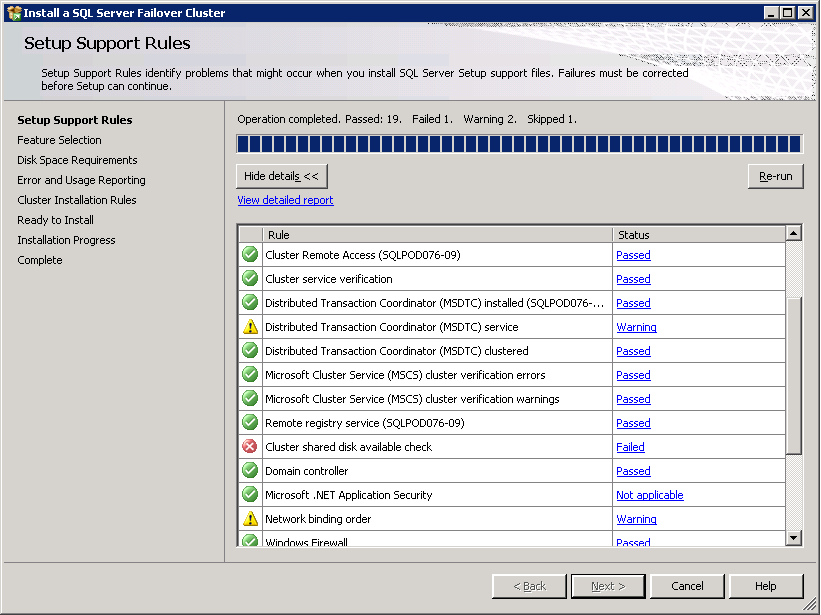 Install a SQL Server Failover Cluster
Setup Support Rules
Setup Support Rules identify problems that might occur when you install SQL Server Setup support files. Failures must be corrected
before Setup can continue.
Setup Support Rules
Feature Selection
Disk Space Requirements
Error and Usage Reporting
Cluster Installation Rules
Ready to Install
Installation Progress
Complete
Operation completed. Passed: 19. Failed 1. Warning 2. Skipped 1.
Hide details <<
Re-run
View detailed report
Rule Status
Cluster Remote Access (SQLPOD076-09) Passed
Cluster service verification Passed
Distributed Transaction Coordinator (MSDTC) installed (SQLPOD076-... Passed
Distributed Transaction Coordinator (MSDTC) service Warning
Distributed Transaction Coordinator (MSDTC) clustered Passed
Microsoft Cluster Service (MSCS) cluster verification errors Passed
Microsoft Cluster Service (MSCS) cluster verification warnings Passed
Remote registry service (SQLPOD076-09) Passed
Cluster shared disk available check Failed
Domain controller Passed
Microsoft .NET Application Security Not applicable
Network binding order Warning
Windows Firewall Passed
< Back Next > Cancel Help